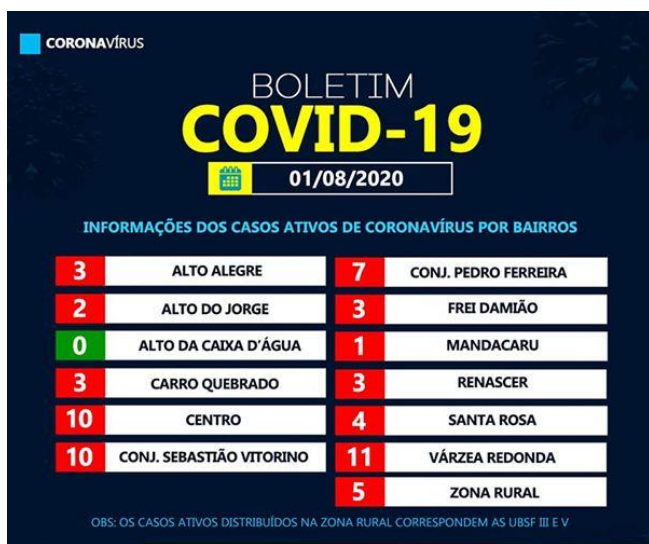 CORONAVÍRUS
BOLETIM
COVID-19
01/08/2020
INFORMAÇÕES DOS CASOS ATIVOS DE CORONAVÍRUS POR BAIRROS
3 ALTO ALEGRE
2 ALTO DO JORGE
0 ALTO DA CAIXA D'ÁGUA
3 CARRO QUEBRADO
10 CENTRO
10 CONJ. SEBASTIÃO VITORINO
7 CONJ. PEDRO FERREIRA
3 FREI DAMIÃO
1 MANDACARU
3 RENASCER
4 SANTA ROSA
11 VÁRZEA REDONDA
5 ZONA RURAL
OBS: OS CASOS ATIVOS DISTRIBUÍDOS NA ZONA RURAL CORRESPONDEM AS UBSF III E V